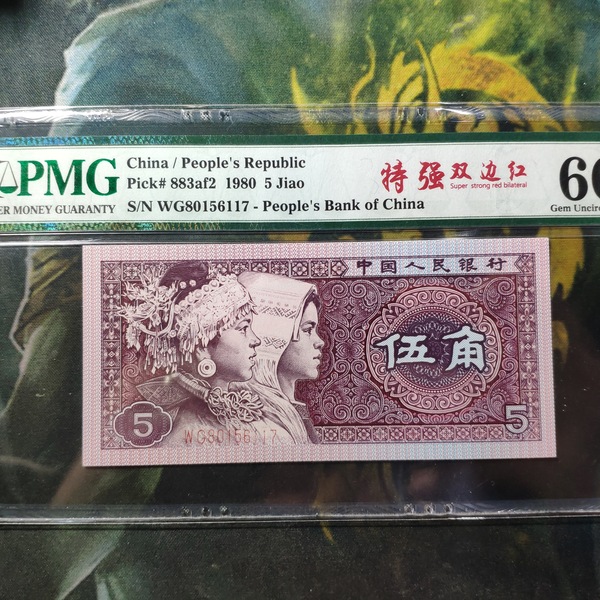 PMG
ER MONEY GUARANTY
China / People's Republic
Pick# 883af2 1980 5 Jiao
S/N WG80156117 - People's Bank of China
特强双边红
Super strong red bilateral
Gem Uncirc
中国人民银行
伍角
5
WG80156117
5